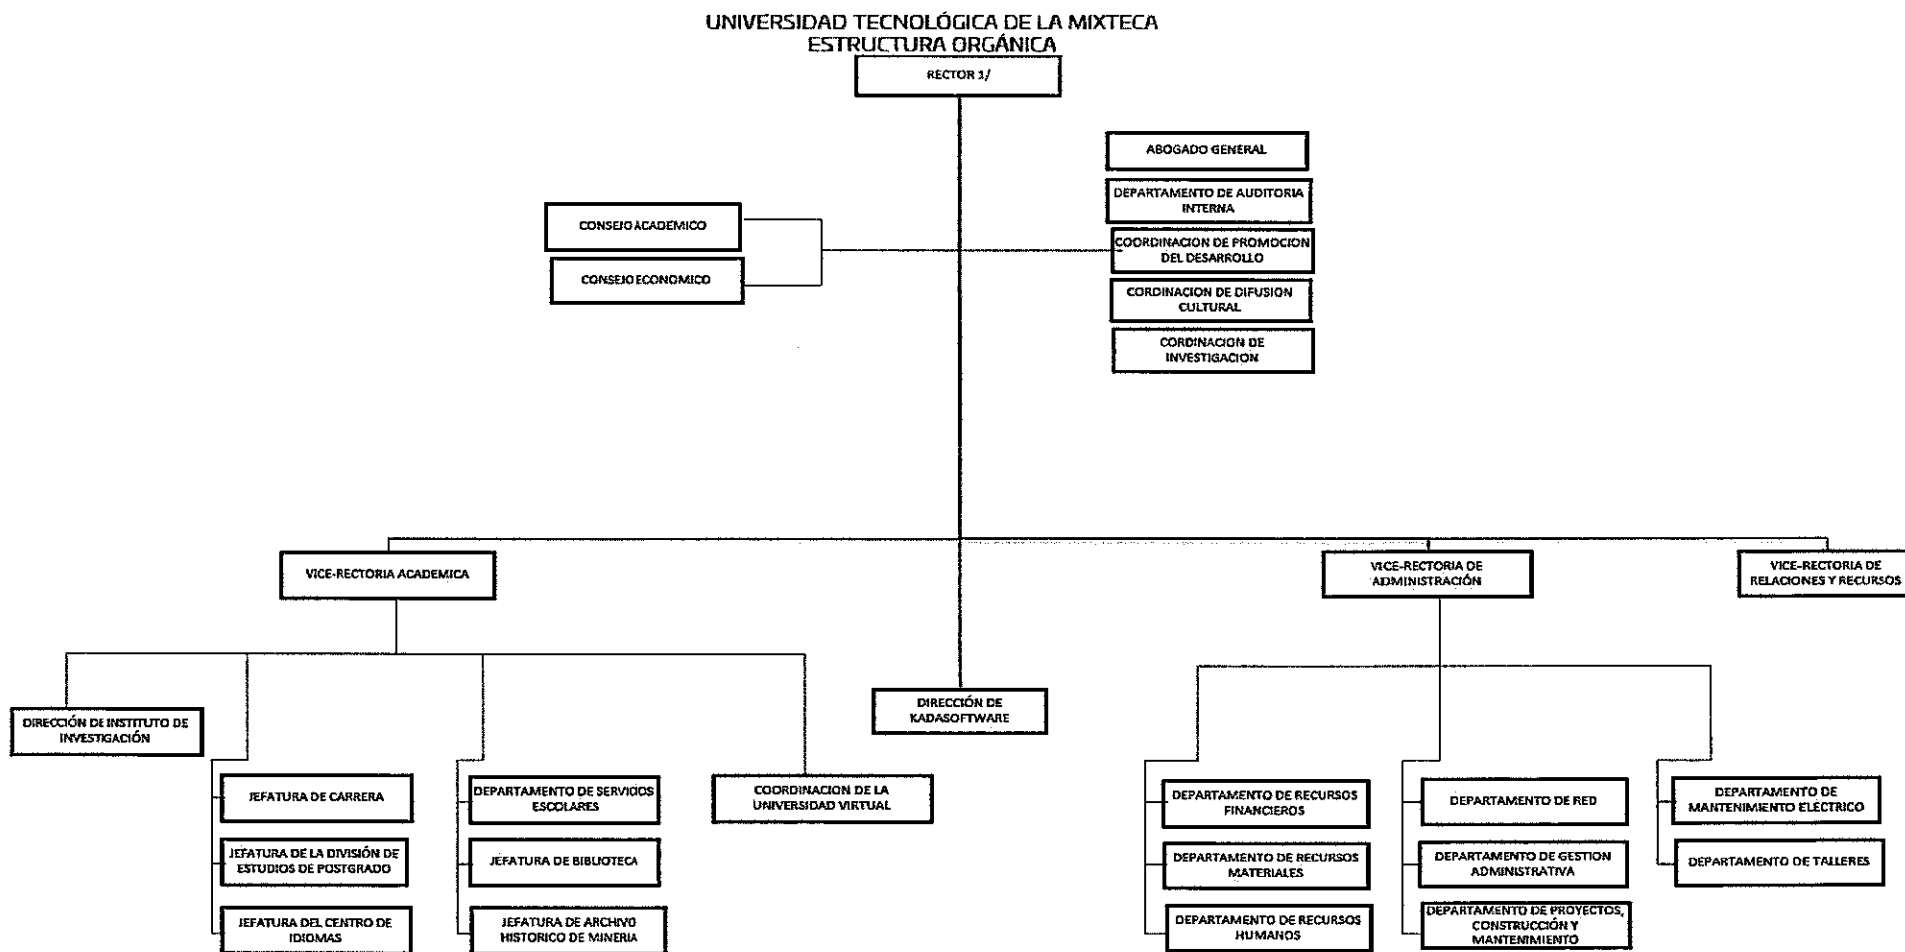 UNIVERSIDAD TECNOLÓGICA DE LA MIXTECA
ESTRUCTURA ORGÁNICA
RECTOR 1/
ABOGADO GENERAL
DEPARTAMENTO DE AUDITORIA
INTERNA
CONSEJO ACADEMICO
COORDINACION DE PROMOCION
DEL DESARROLLO
CONSEJO ECONOMICO
CORDINACION DE DIFUSION
CULTURAL
CORDINACION DE
INVESTIGACION
VICE-RECTORIA ACADEMICA
VICE-RECTORIA DE
ADMINISTRACIÓN
VICE-RECTORIA DE
RELACIONES Y RECURSOS
DIRECCIÓN DE INSTITUTO DE
INVESTIGACIÓN
DIRECCIÓN DE
KADASOFTWARE
JEFATURA DE CARRERA
DEPARTAMENTO DE SERVICIOS
ESCOLARES
COORDINACION DE LA
UNIVERSIDAD VIRTUAL
DEPARTAMENTO DE RECURSOS
FINANCIEROS
DEPARTAMENTO DE RED
DEPARTAMENTO DE
MANTENIMIENTO ELECTRICO
JEFATURA DE LA DIVISIÓN DE
ESTUDIOS DE POSTGRADO
JEFATURA DE BIBLIOTECA
DEPARTAMENTO DE RECURSOS
MATERIALES
DEPARTAMENTO DE GESTION
ADMINISTRATIVA
DEPARTAMENTO DE TALLERES
JEFATURA DEL CENTRO DE
IDIOMAS
JEFATURA DE ARCHIVO
HISTORICO DE MINERIA
DEPARTAMENTO DE RECURSOS
HUMANOS
DEPARTAMENTO DE PROYECTOS,
CONSTRUCCIÓN Y
MANTENIMIENTO